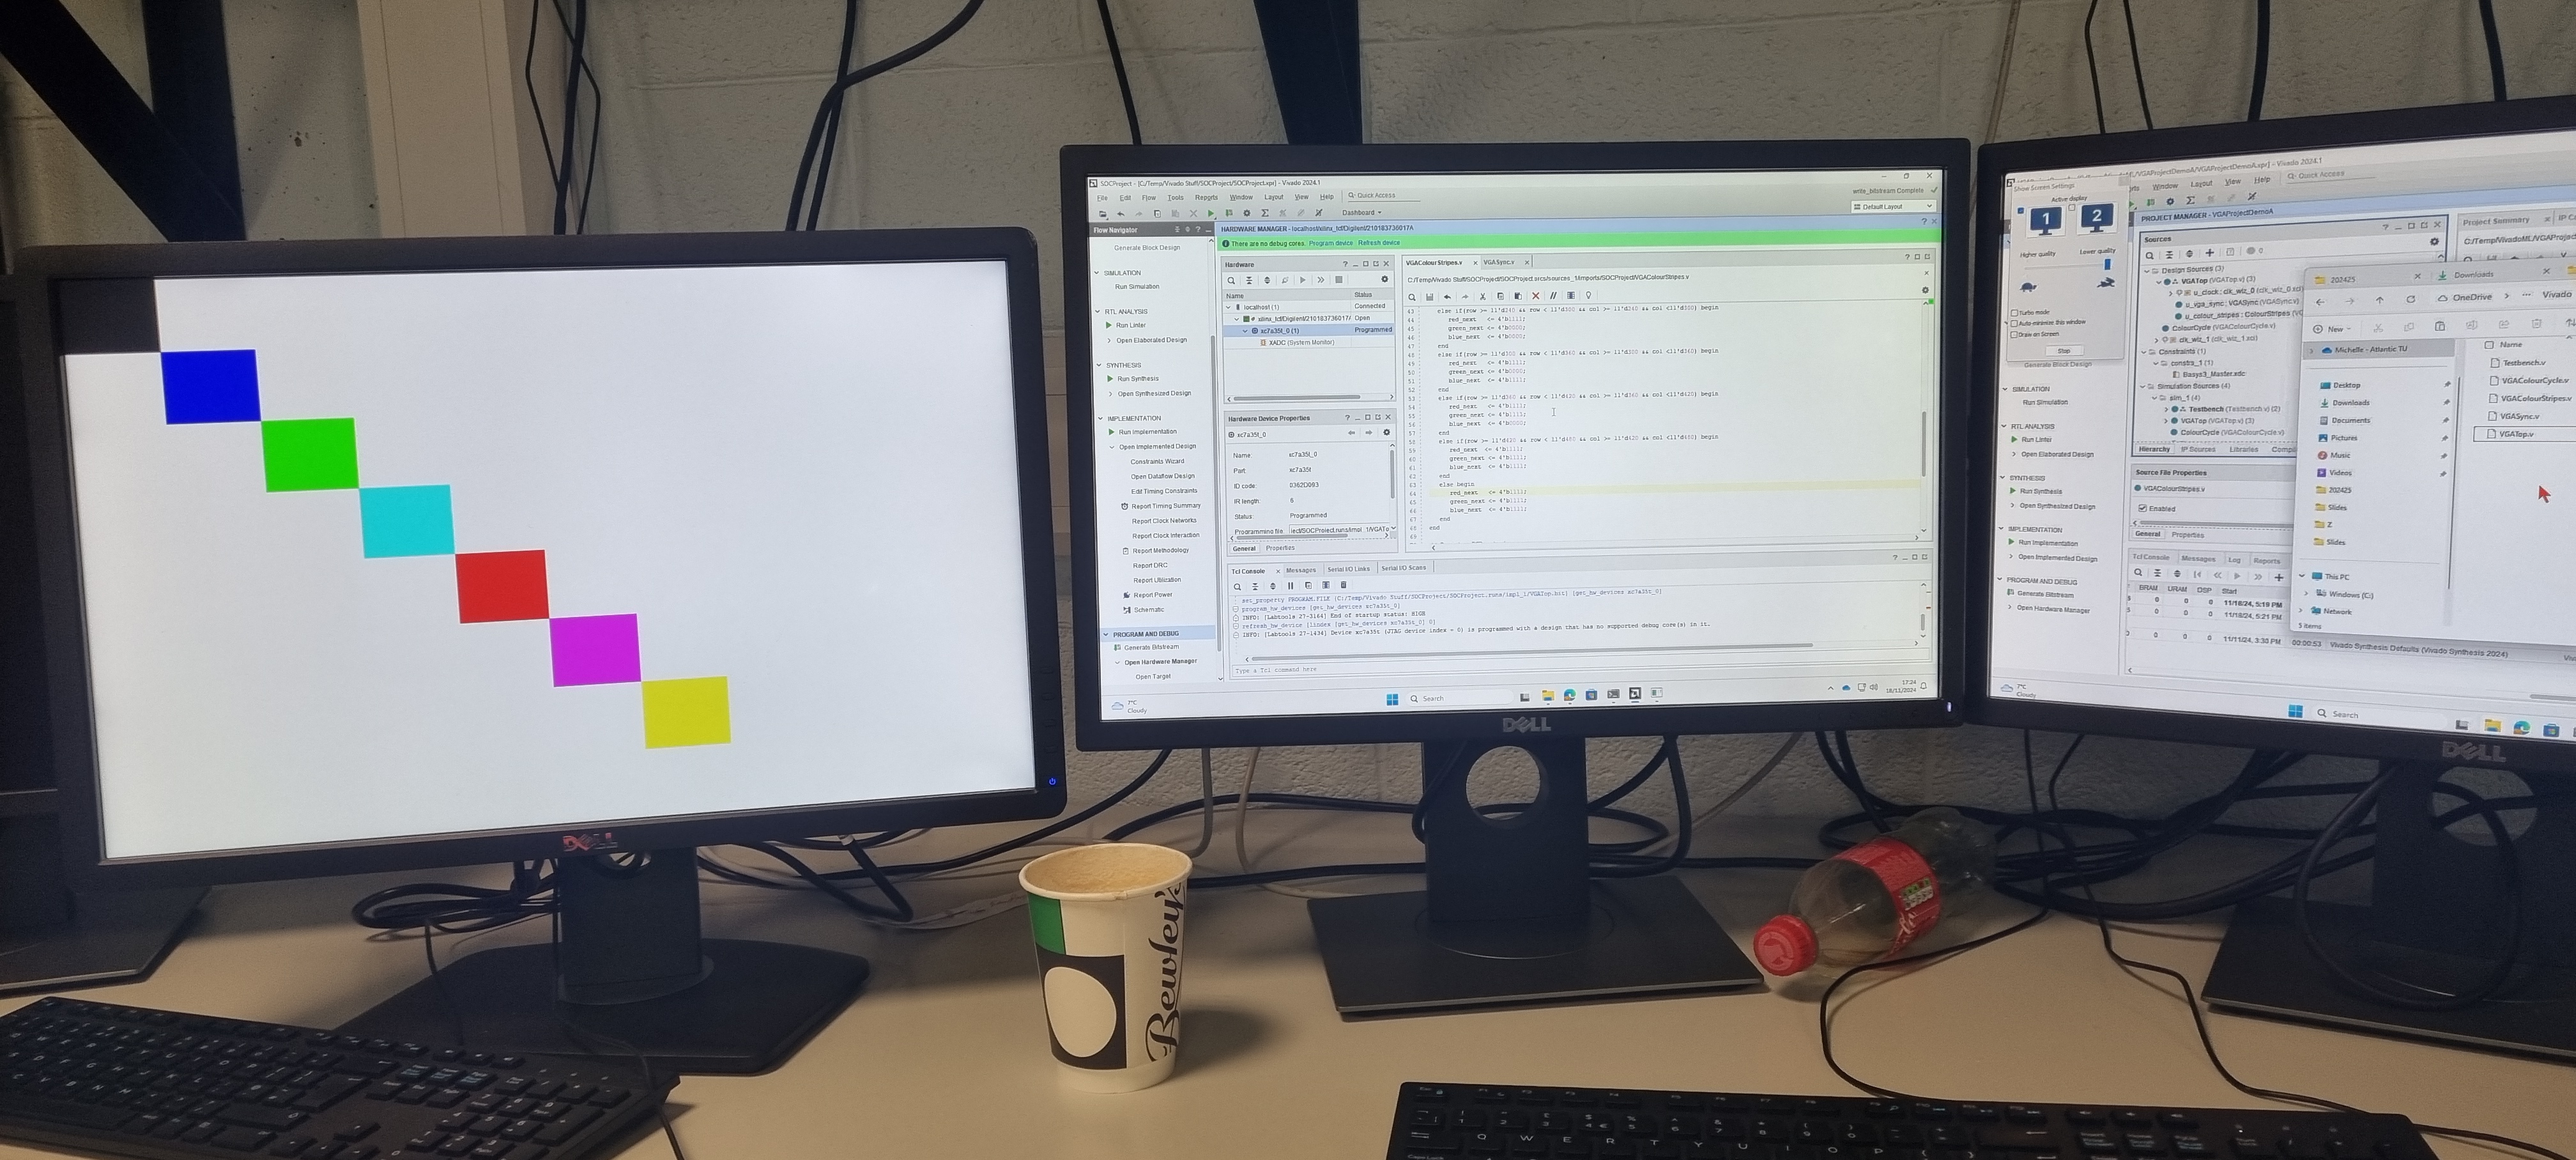 SOCProject - [C:/Temp/Vivado Stuff/SOCProject/SOCProject.xpr] - Vivado 2024.1
File Edit Flow Tools Reports Window Layout View Help Quick Access
write_bitstream Complete
Dashboard
Default Layout
Flow Navigator
HARDWARE MANAGER - localhost/xilinx_tcf/Digilent/210183736017A
There are no debug cores. Program device Refresh device
Generate Block Design
SIMULATION
Run Simulation
RTL ANALYSIS
Run Linter
Open Elaborated Design
SYNTHESIS
Run Synthesis
Open Synthesized Design
IMPLEMENTATION
Run Implementation
Open Implemented Design
Constraints Wizard
Open Dataflow Design
Edit Timing Constraints
Report Timing Summary
Report Clock Networks
Report Clock Interaction
Report Methodology
Report DRC
Report Utilization
Report Power
Schematic
PROGRAM AND DEBUG
Generate Bitstream
Open Hardware Manager
Open Target
Hardware
Name Status
localhost (1) Connected
xilinx_tcf/Digilent/210183736017A Open
xc7a35t_0 (1) Programmed
XADC (System Monitor)
Hardware Device Properties
xc7a35t_0
Name: xc7a35t_0
Part: xc7a35t
ID code: 0362D093
IR length: 6
Status: Programmed
Programming file:
General Properties
VGAColourStripes.v VGASync.v
C:/Temp/Vivado Stuff/SOCProject/SOCProject.srcs/sources_1/imports/SOCProject/VGAColourStripes.v
43 else if(row >= 11'd240 && row < 11'd300 && col >= 11'd240 && col <11'd300) begin
44 red_next <= 4'b1111;
45 green_next <= 4'b0000;
46 blue_next <= 4'b0000;
47 end
48 else if(row >= 11'd300 && row < 11'd360 && col >= 11'd300 && col <11'd360) begin
49 red_next <= 4'b1111;
50 green_next <= 4'b0000;
51 blue_next <= 4'b1111;
52 end
53 else if(row >= 11'd360 && row < 11'd420 && col >= 11'd360 && col <11'd420) begin
54 red_next <= 4'b1111;
55 green_next <= 4'b1111;
56 blue_next <= 4'b0000;
57 end
58 else if(row >= 11'd420 && row < 11'd480 && col >= 11'd420 && col <11'd480) begin
59 red_next <= 4'b1111;
60 green_next <= 4'b1111;
61 blue_next <= 4'b1111;
62 end
63 else begin
64 red_next <= 4'b1111;
65 green_next <= 4'b1111;
66 blue_next <= 4'b1111;
67 end
68 end
69
Tcl Console Messages Serial I/O Links Serial I/O Scans
set_property PROGRAM.FILE {C:/Temp/Vivado Stuff/SOCProject/SOCProject.runs/impl_1/VGATop.bit} [get_hw_devices xc7a35t_0]
program_hw_devices [get_hw_devices xc7a35t_0]
INFO: [Labtools 27-3164] End of startup status: HIGH
refresh_hw_device [lindex [get_hw_devices xc7a35t_0] 0]
INFO: [Labtools 27-1434] Device xc7a35t (JTAG device index = 0) is programmed with a design that has no supported debug core(s) in it.
Type a Tcl command here
7°C
Cloudy
Search
17:24
18/11/2024
DELL
DELL
DELL
VGAProjectDemoA/VGAProjectDemoA.xpr] - Vivado 2024.1
Window Layout View Help Quick Access
Show Screen Settings
Active display
1 2
Higher quality Lower quality
Turbo mode
Auto-minimise this window
Draw on Screen
Stop
Generate Block Design
SIMULATION
Run Simulation
RTL ANALYSIS
Run Linter
Open Elaborated Design
SYNTHESIS
Run Synthesis
Open Synthesized Design
IMPLEMENTATION
Run Implementation
Open Implemented Design
PROGRAM AND DEBUG
Generate Bitstream
Open Hardware Manager
PROJECT MANAGER - VGAProjectDemoA
Sources
Design Sources (3)
VGATop (VGATop.v) (3)
u_clock : clk_wiz_0 (clk_wiz_0.xci)
u_vga_sync : VGASync (VGASync.v)
u_colour_stripes : ColourStripes
ColourCycle (VGAColourCycle.v)
clk_wiz_1 (clk_wiz_1.xci)
Constraints (1)
constrs_1 (1)
Basys3_Master.xdc
Simulation Sources (4)
sim_1 (4)
Testbench (Testbench.v) (2)
VGATop (VGATop.v) (3)
ColourCycle (VGAColourCycle.v)
Hierarchy IP Sources Libraries
Source File Properties
VGAColourStripes.v
Enabled
General Properties
Tcl Console Messages Log Reports
BRAM URAM DSP Start
0 0 0 11/18/24, 5:19 PM
0 0 0 11/18/24, 5:21 PM
0 0 0 11/11/24, 3:30 PM 00:00:53 Vivado Synthesis Defaults (Vivado Synthesis 2024)
Project Summary
202425 Downloads
OneDrive Vivado
New
Michelle - Atlantic TU
Desktop
Downloads
Documents
Pictures
Music
Videos
202425
Slides
Z
Slides
This PC
Windows (C:)
Network
5 items
Name
Testbench.v
VGAColourCycle.v
VGAColourStripes.v
VGASync.v
VGATop.v
7°C
Cloudy
Search
Bewley's